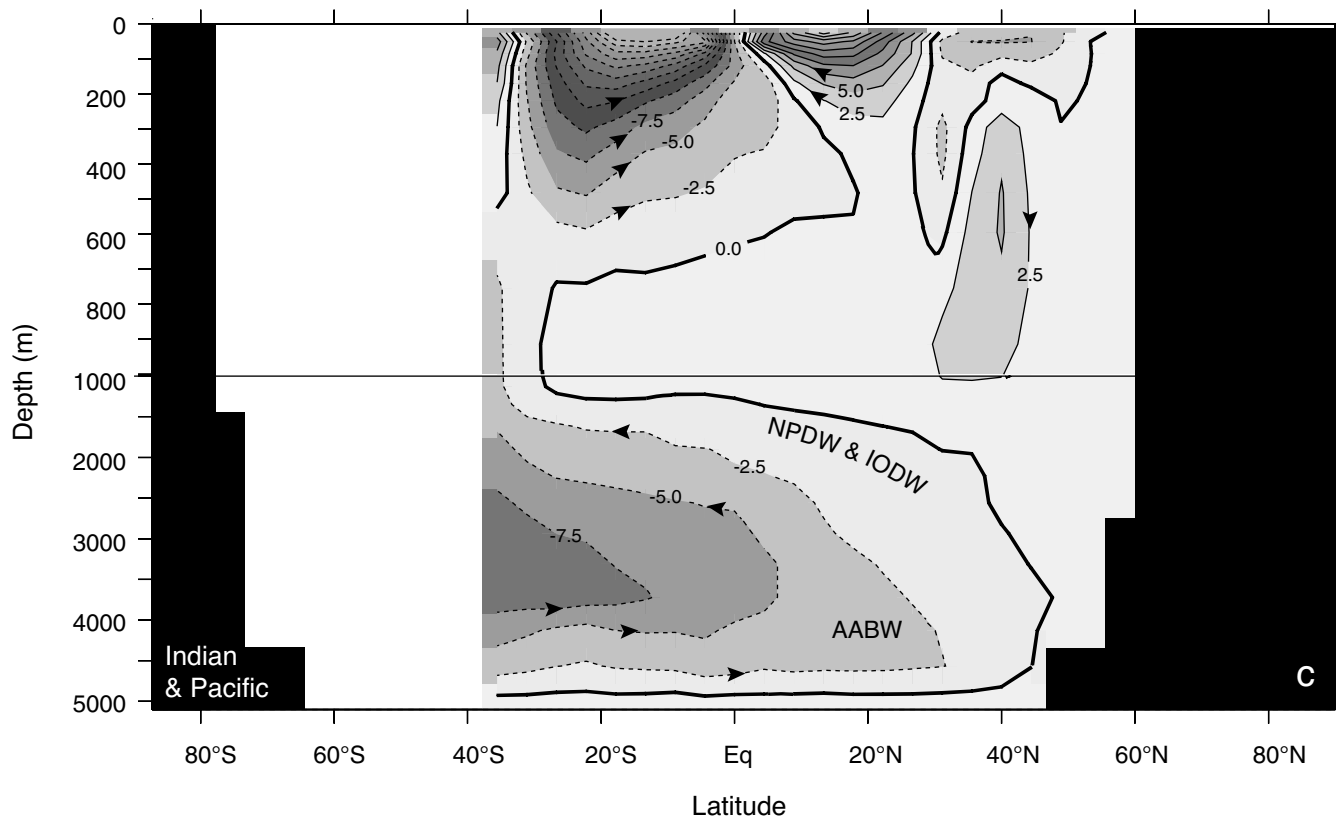 0
200
400
600
800
1000
2000
3000
4000
5000
Depth (m)
5.0
2.5
-7.5
-5.0
-2.5
0.0
2.5
NPDW & IODW
-2.5
-5.0
-7.5
AABW
Indian
& Pacific
c
80°S
60°S
40°S
20°S
Eq
20°N
40°N
60°N
80°N
Latitude